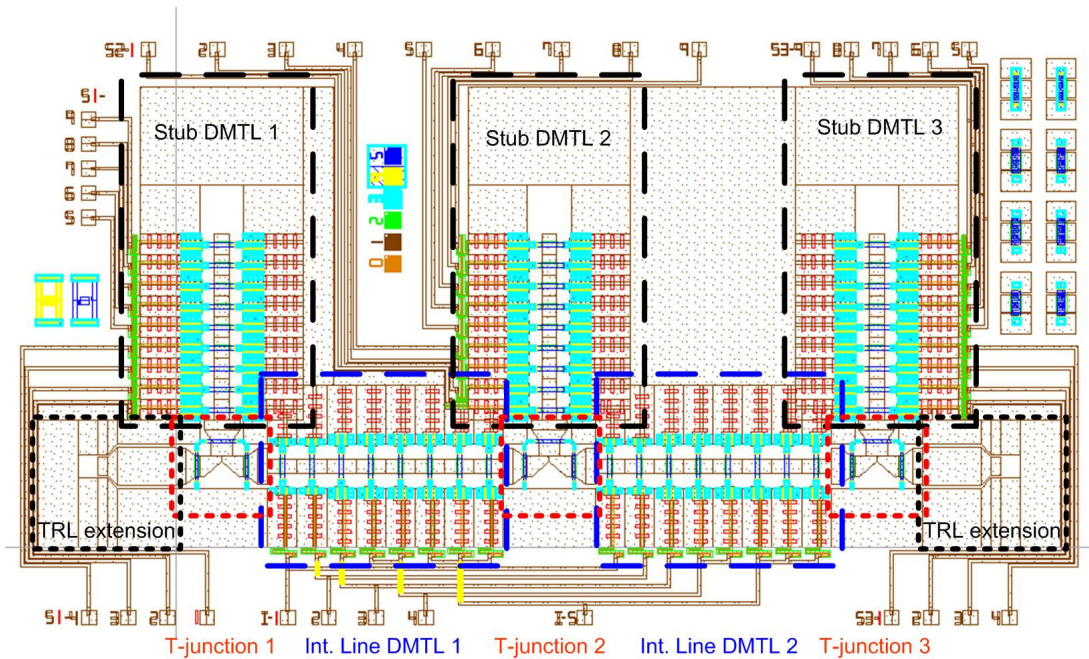 S2-1 2 3 4 5 6 7 8 9 S3-9 8 7 6 5
S1-
9
8
7
6
5
Stub DMTL 1
Stub DMTL 2
Stub DMTL 3
5
4
3
2
1
0
TRL extension
TRL extension
S1-4 3 2 1 I-1 2 3 4 I-5 S3-1 2 3 4
T-junction 1 Int. Line DMTL 1 T-junction 2 Int. Line DMTL 2 T-junction 3